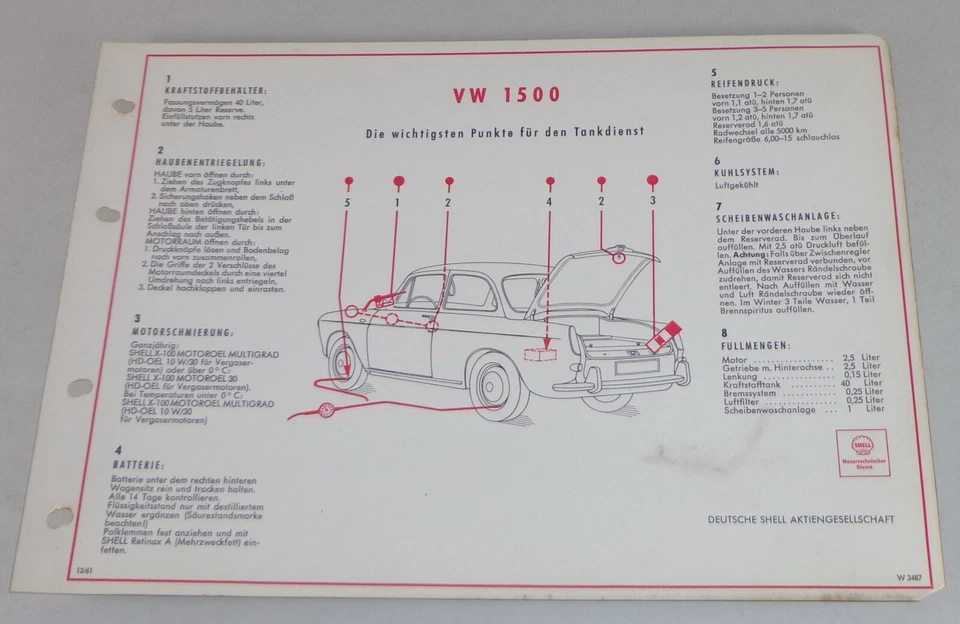 VW 1500
Die wichtigsten Punkte für den Tankdienst
1
KRAFTSTOFFBEHÄLTER:
Fassungsvermögen 40 Liter,
davon 5 Liter Reserve.
Einfüllstutzen vorn rechts
unter der Haube.
2
HAUBENENTRIEGELUNG:
HAUBE vorn öffnen durch:
1. Ziehen des Zugknopfes links unter
dem Armaturenbrett,
2. Sicherungshaken neben dem Schloß
nach oben drücken,
HAUBE hinten öffnen durch:
Ziehen des Betätigungshebels in der
Schloßsäule der linken Tür bis zum
Anschlag nach außen.
MOTORRAUM öffnen durch:
1. Druckknöpfe lösen und Bodenbelag
nach vorn zusammenrollen,
2. Die Griffe der 2 Verschlüsse des
Motorraumdeckels durch eine viertel
Umdrehung nach links entriegeln,
3. Deckel hochklappen und einrasten.
3
MOTORSCHMIERUNG:
Ganzjährig:
SHELL X-100 MOTOROEL MULTIGRAD
(HD-OEL 10 W/30 für Vergaser-
motoren) oder über 0° C:
SHELL X-100 MOTOROEL 30
(HD-OEL für Vergasermotoren).
Bei Temperaturen unter 0° C:
SHELL X-100 MOTOROEL MULTIGRAD
(HD-OEL 10 W/30
für Vergasermotoren)
4
BATTERIE:
Batterie unter dem rechten hinteren
Wagensitz rein und trocken halten.
Alle 14 Tage kontrollieren.
Flüssigkeitsstand nur mit destilliertem
Wasser ergänzen (Säurestandsmarke
beachten!)
Polklemmen fest anziehen und mit
SHELL Retinax A (Mehrzweckfett) ein-
fetten.
12/61
5
1
2
4
2
3
5
REIFENDRUCK:
Besetzung 1–2 Personen
vorn 1,1 atü, hinten 1,7 atü
Besetzung 3–5 Personen
vorn 1,2 atü, hinten 1,7 atü
Reserverad 1,6 atü
Radwechsel alle 5000 km
Reifengröße 6,00–15 schlauchlos
6
KÜHLSYSTEM:
Luftgekühlt
7
SCHEIBENWASCHANLAGE:
Unter der vorderen Haube links neben
dem Reserverad. Bis zum Überlauf
auffüllen. Mit 2,5 atü Druckluft befül-
len. Achtung: Falls über Zwischenregler
Anlage mit Reserverad verbunden, vor
Auffüllen des Wassers Rändelschraube
zudrehen, damit Reserverad sich nicht
entleert. Nach Auffüllen mit Wasser
und Luft Rändelschraube wieder öff-
nen. Im Winter 3 Teile Wasser, 1 Teil
Brennspiritus auffüllen.
8
FÜLLMENGEN:
Motor ................ 2,5 Liter
Getriebe m. Hinterachse .. 2,5 Liter
Lenkung ............. 0,15 Liter
Kraftstofftank ......... 40 Liter
Bremssystem .......... 0,25 Liter
Luftfilter ............. 0,25 Liter
Scheibenwaschanlage ... 1 Liter
SHELL
Motortechnischer
Dienst
DEUTSCHE SHELL AKTIENGESELLSCHAFT
W 3487